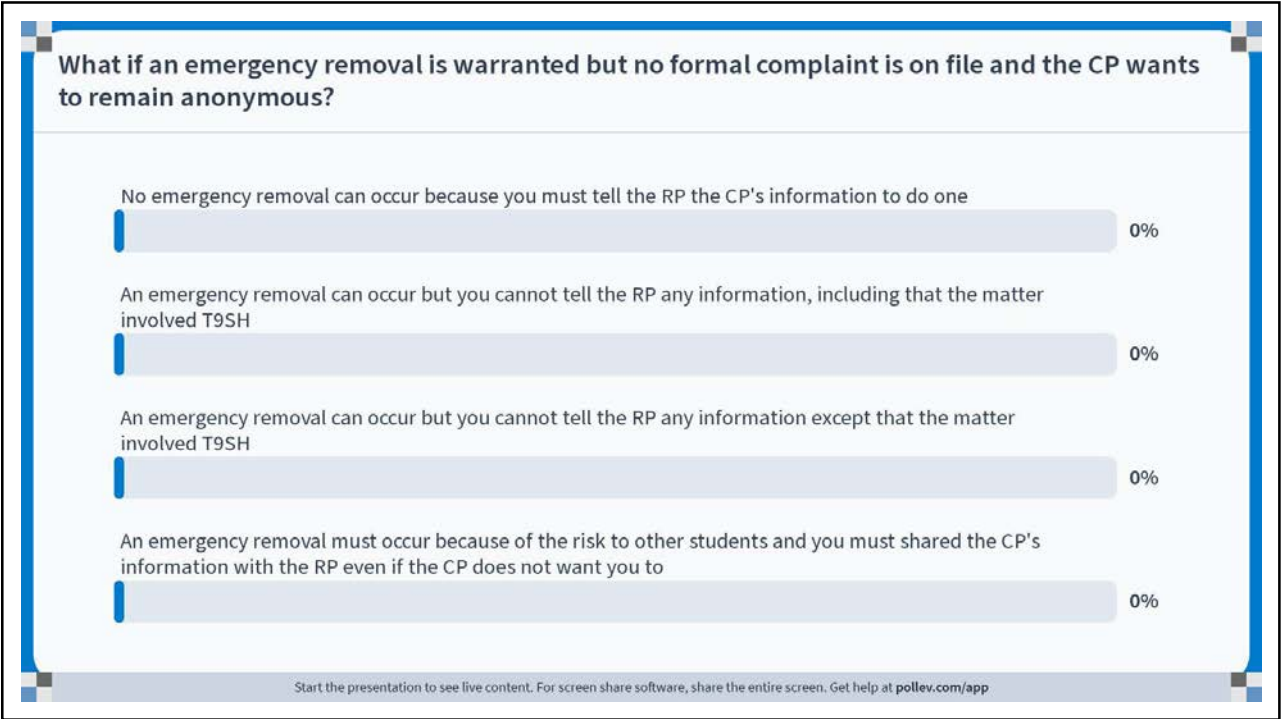 What if an emergency removal is warranted but no formal complaint is on file and the CP wants
to remain anonymous?
No emergency removal can occur because you must tell the RP the CP's information to do one
0%
An emergency removal can occur but you cannot tell the RP any information, including that the matter
involved T9SH
0%
An emergency removal can occur but you cannot tell the RP any information except that the matter
involved T9SH
0%
An emergency removal must occur because of the risk to other students and you must shared the CP's
information with the RP even if the CP does not want you to
0%
Start the presentation to see live content. For screen share software, share the entire screen. Get help at pollev.com/app